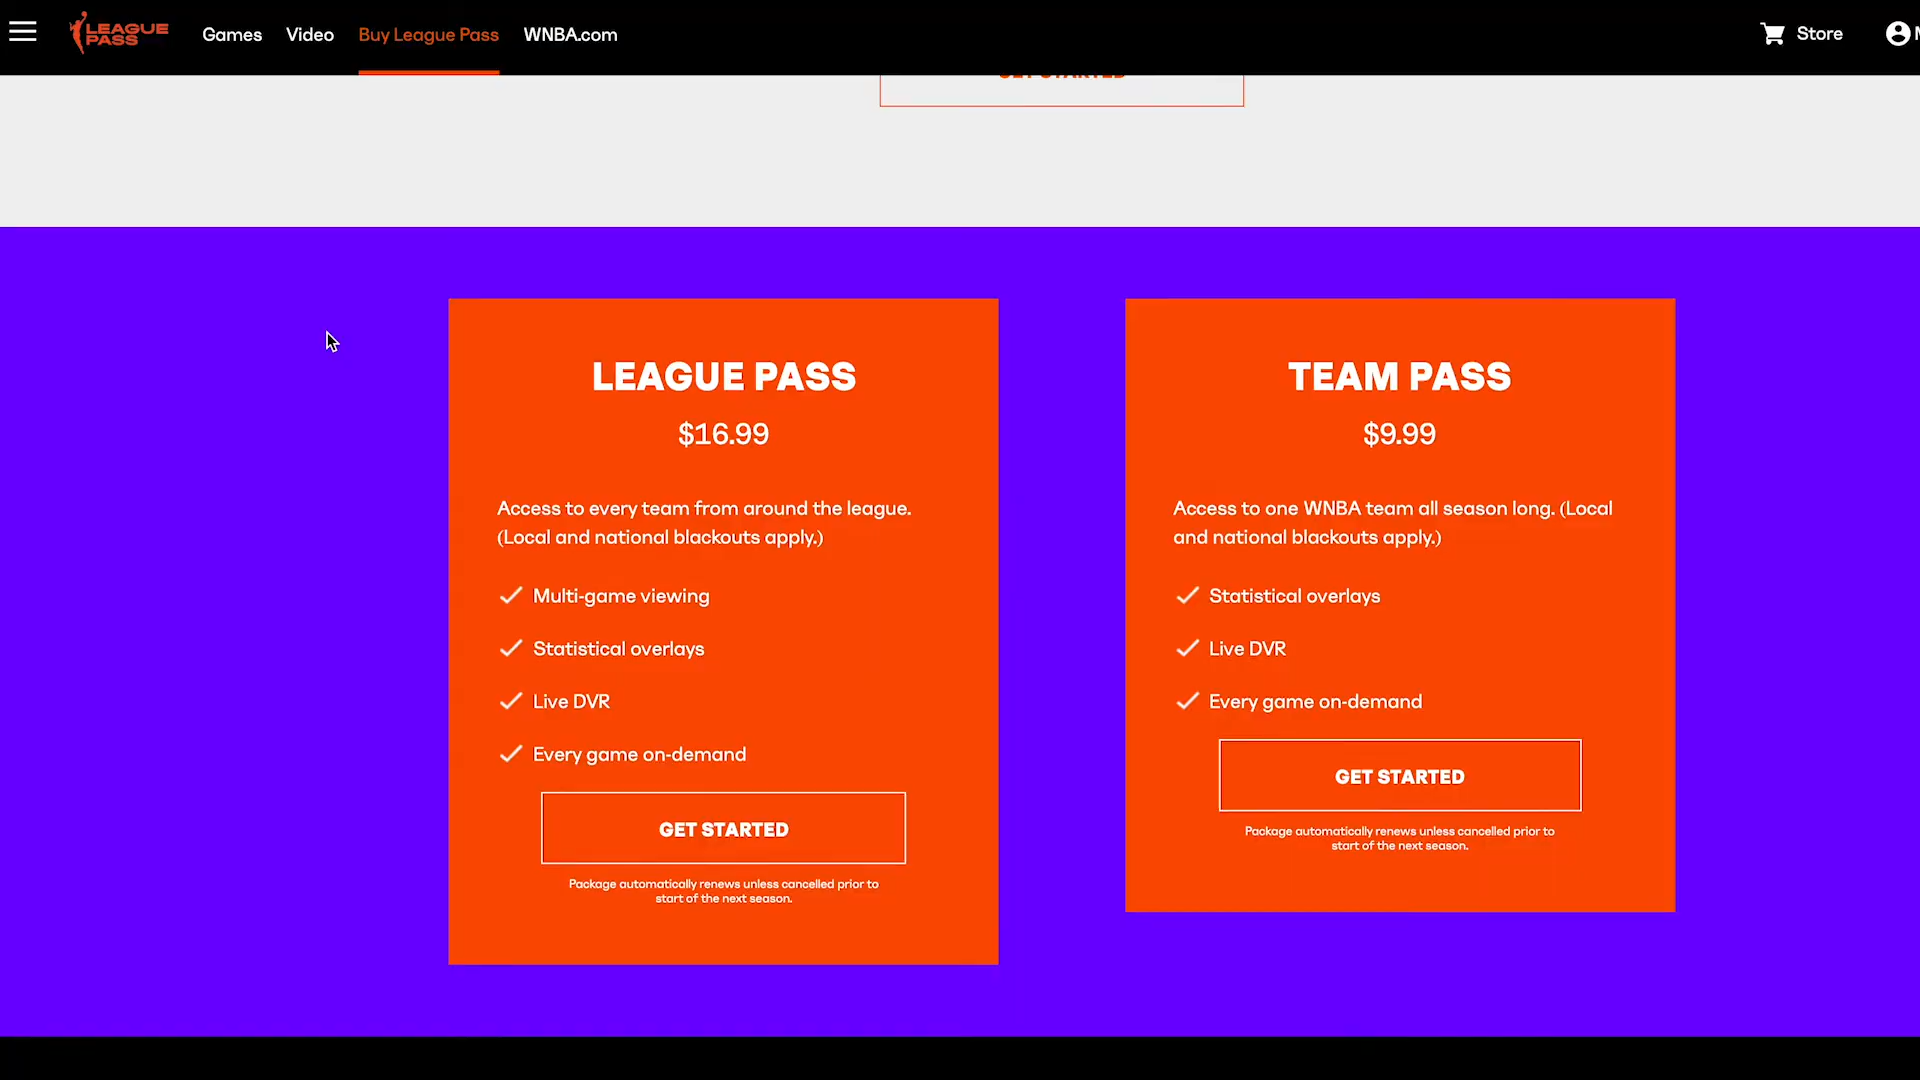 LEAGUE
PASS
Games
Video
Buy League Pass
WNBA.com
Store
GET STARTED
LEAGUE PASS
$16.99
Access to every team from around the league.
(Local and national blackouts apply.)
Multi-game viewing
Statistical overlays
Live DVR
Every game on-demand
GET STARTED
Package automatically renews unless cancelled prior to
start of the next season.
TEAM PASS
$9.99
Access to one WNBA team all season long. (Local
and national blackouts apply.)
Statistical overlays
Live DVR
Every game on-demand
GET STARTED
Package automatically renews unless cancelled prior to
start of the next season.